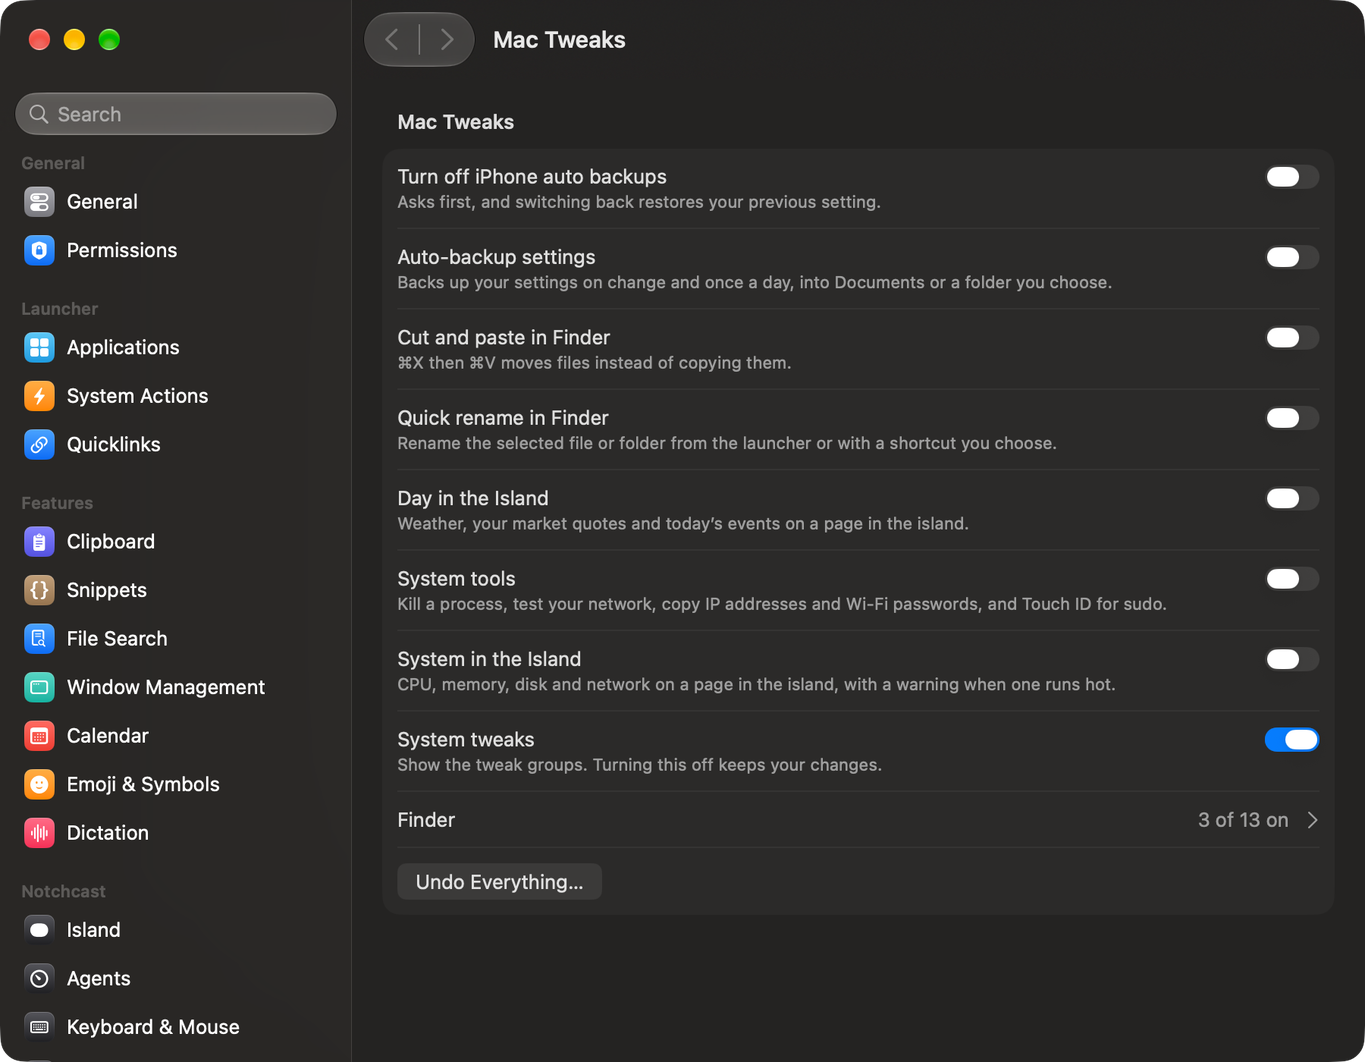 Mac Tweaks
Search
General
General
Permissions
Launcher
Applications
System Actions
Quicklinks
Features
Clipboard
Snippets
File Search
Window Management
Calendar
Emoji & Symbols
Dictation
Notchcast
Island
Agents
Keyboard & Mouse
Mac Tweaks
Turn off iPhone auto backups
Asks first, and switching back restores your previous setting.
Auto-backup settings
Backs up your settings on change and once a day, into Documents or a folder you choose.
Cut and paste in Finder
⌘X then ⌘V moves files instead of copying them.
Quick rename in Finder
Rename the selected file or folder from the launcher or with a shortcut you choose.
Day in the Island
Weather, your market quotes and today’s events on a page in the island.
System tools
Kill a process, test your network, copy IP addresses and Wi-Fi passwords, and Touch ID for sudo.
System in the Island
CPU, memory, disk and network on a page in the island, with a warning when one runs hot.
System tweaks
Show the tweak groups. Turning this off keeps your changes.
Finder 3 of 13 on
Undo Everything...